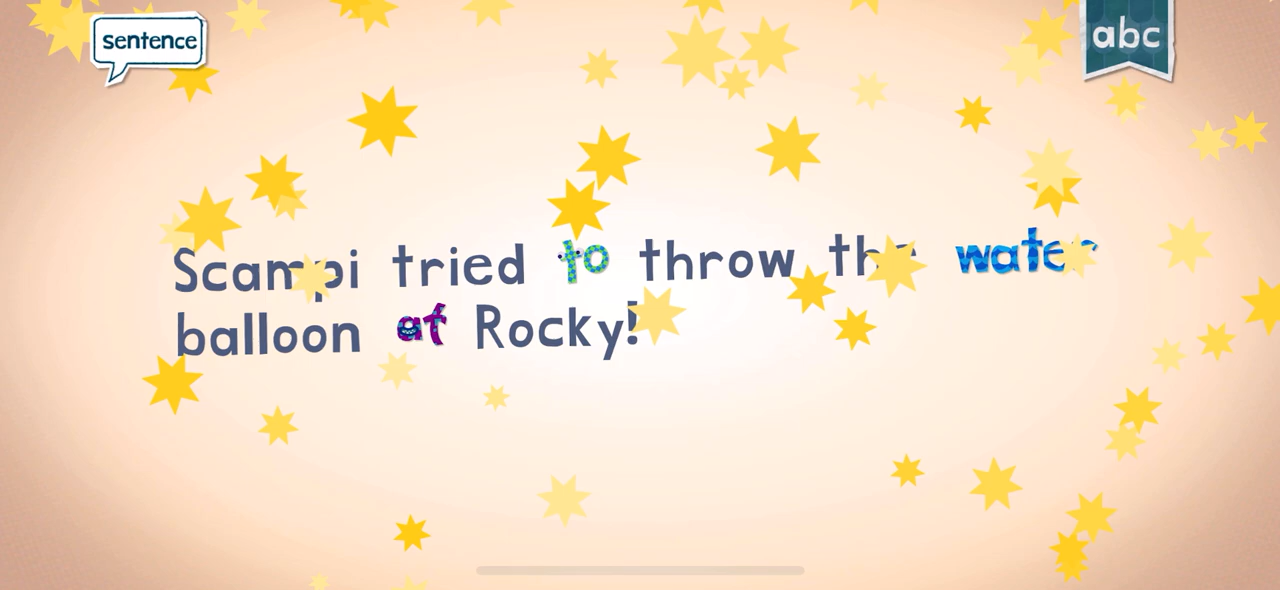 sentence
abc
Scampi tried to throw the water
balloon at Rocky!